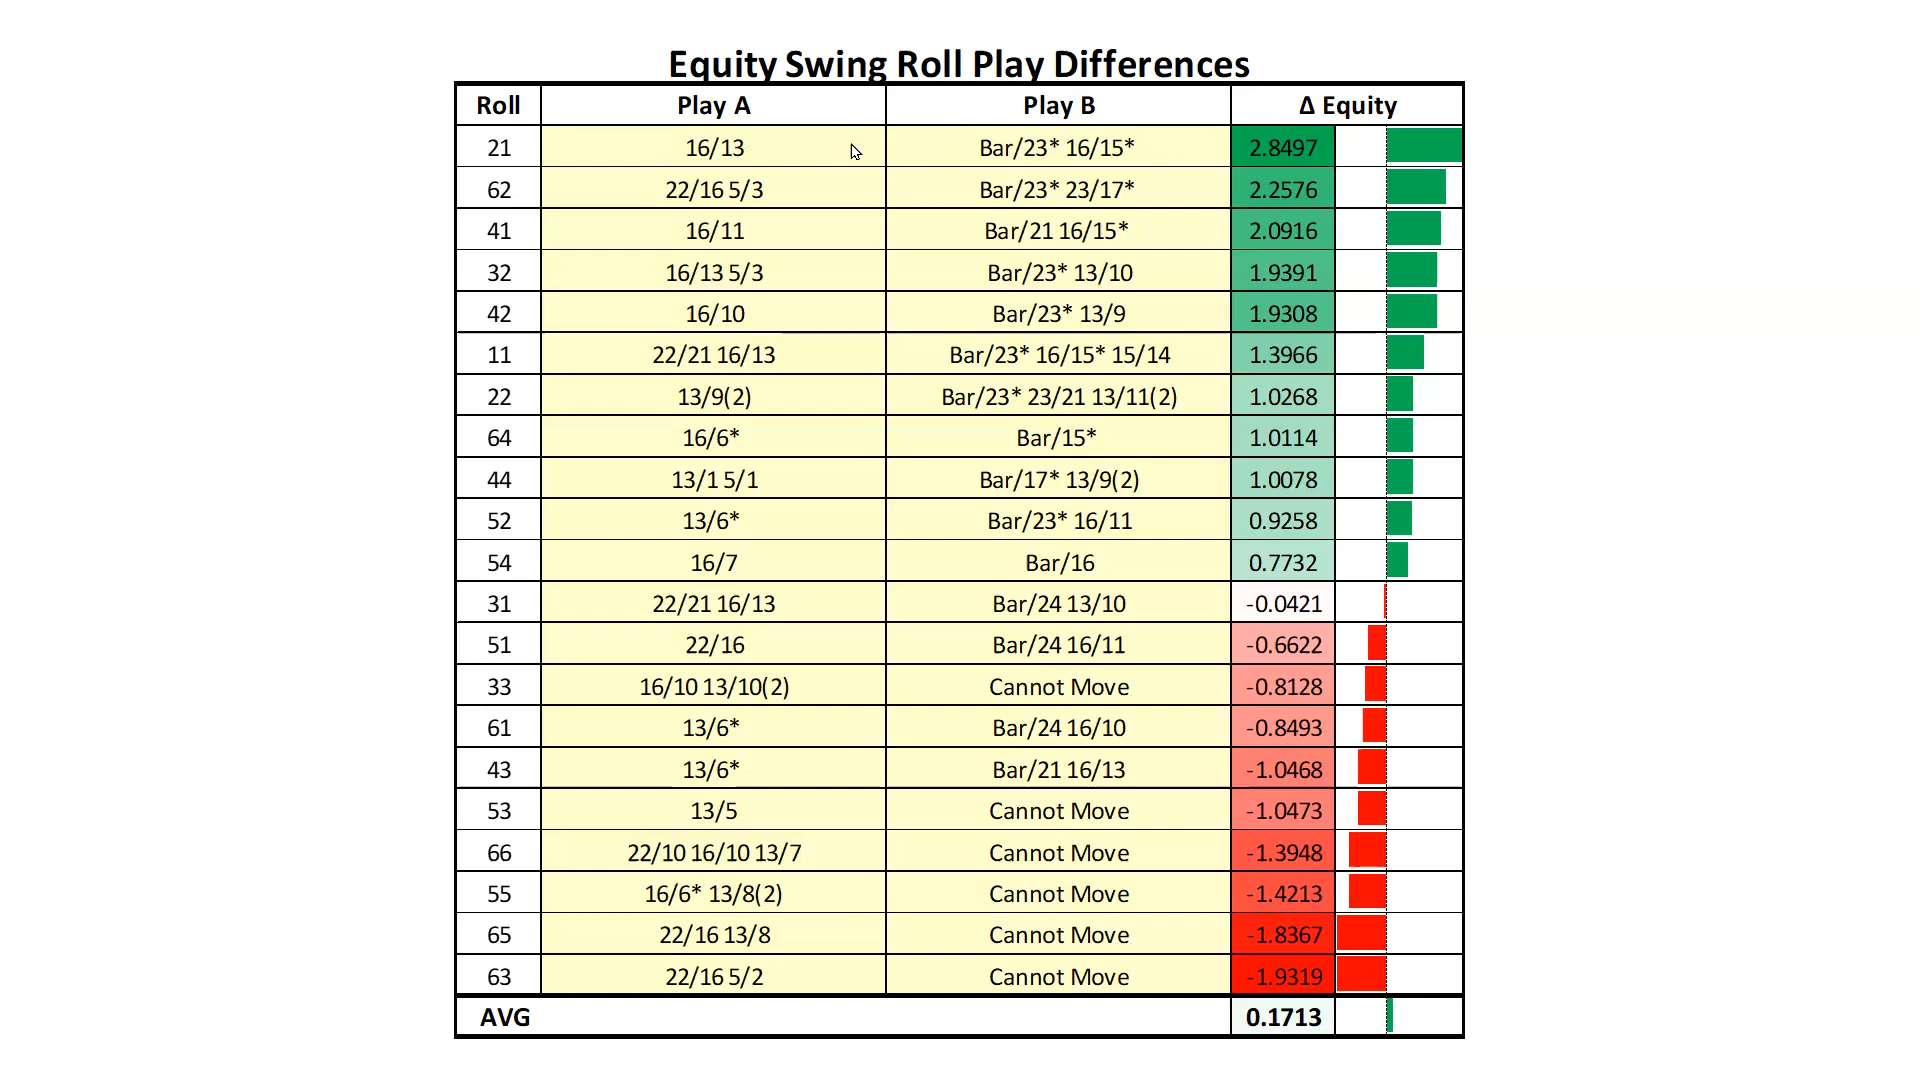 Equity Swing Roll Play Differences
Roll Play A Play B Δ Equity
21 16/13 Bar/23* 16/15* 2.8497
62 22/16 5/3 Bar/23* 23/17* 2.2576
41 16/11 Bar/21 16/15* 2.0916
32 16/13 5/3 Bar/23* 13/10 1.9391
42 16/10 Bar/23* 13/9 1.9308
11 22/21 16/13 Bar/23* 16/15* 15/14 1.3966
22 13/9(2) Bar/23* 23/21 13/11(2) 1.0268
64 16/6* Bar/15* 1.0114
44 13/1 5/1 Bar/17* 13/9(2) 1.0078
52 13/6* Bar/23* 16/11 0.9258
54 16/7 Bar/16 0.7732
31 22/21 16/13 Bar/24 13/10 -0.0421
51 22/16 Bar/24 16/11 -0.6622
33 16/10 13/10(2) Cannot Move -0.8128
61 13/6* Bar/24 16/10 -0.8493
43 13/6* Bar/21 16/13 -1.0468
53 13/5 Cannot Move -1.0473
66 22/10 16/10 13/7 Cannot Move -1.3948
55 16/6* 13/8(2) Cannot Move -1.4213
65 22/16 13/8 Cannot Move -1.8367
63 22/16 5/2 Cannot Move -1.9319
AVG 0.1713